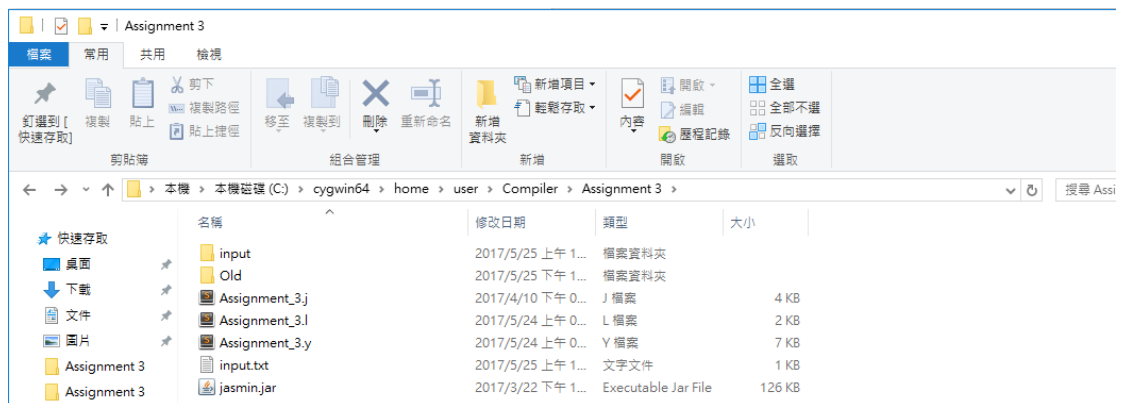 Assignment 3
檔案 常用 共用 檢視
釘選到 [快速存取] 複製 貼上 剪下 複製路徑 貼上捷徑 移至 複製到 刪除 重新命名 新增資料夾 新增項目 輕鬆存取 內容 開啟 編輯 歷程記錄 全選 全部不選 反向選擇
剪貼簿 組合管理 新增 開啟 選取
本機 本機磁碟 (C:) cygwin64 home user Compiler Assignment 3 搜尋 Assi
名稱 修改日期 類型 大小
快速存取
桌面
下載
文件
圖片
Assignment 3
Assignment 3
input 2017/5/25 上午 1... 檔案資料夾
Old 2017/5/25 下午 1... 檔案資料夾
Assignment_3.j 2017/4/10 下午 0... J 檔案 4 KB
Assignment_3.l 2017/5/24 上午 0... L 檔案 2 KB
Assignment_3.y 2017/5/24 上午 0... Y 檔案 7 KB
input.txt 2017/5/25 上午 1... 文字文件 1 KB
jasmin.jar 2017/3/22 下午 1... Executable Jar File 126 KB